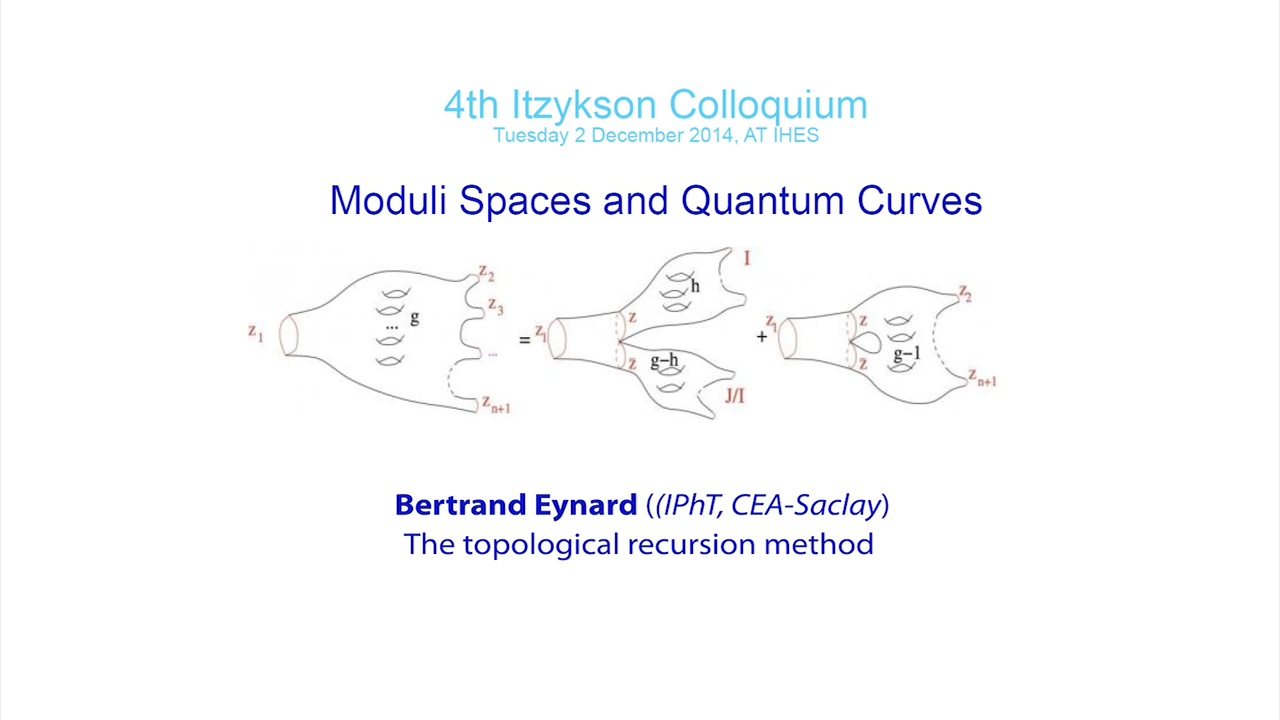 4th Itzykson Colloquium
Tuesday 2 December 2014, AT IHES
Moduli Spaces and Quantum Curves
z1 g z2 z3 ... zn+1 = z1 z z̄ h g-h I J/I + z1 z z̄ g-1 z2 zn+1
Bertrand Eynard ((IPhT, CEA-Saclay)
The topological recursion method